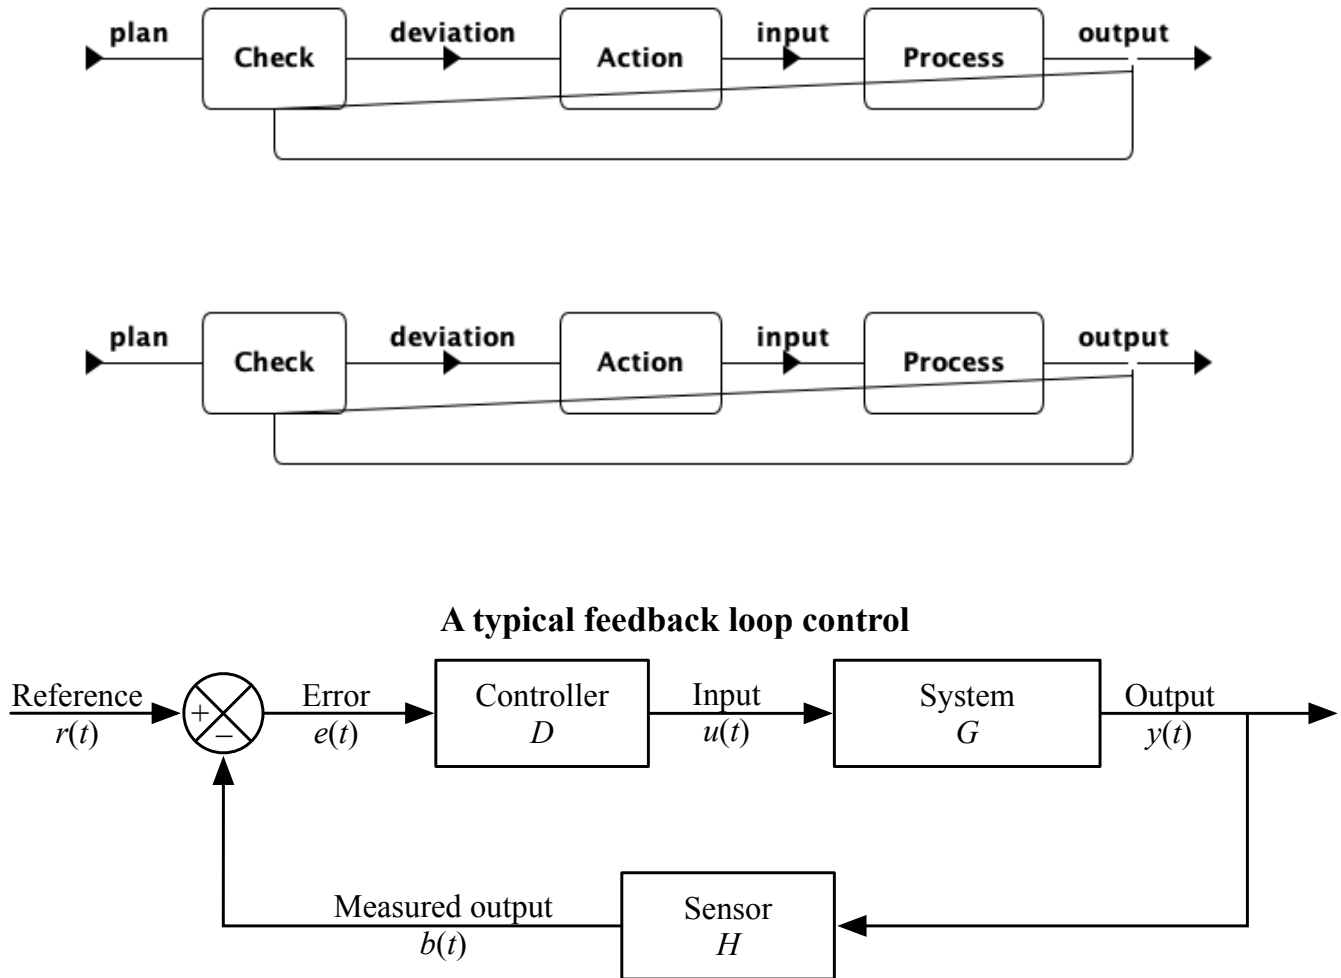 plan
Check
deviation
Action
input
Process
output
plan
Check
deviation
Action
input
Process
output
A typical feedback loop control
Reference
r(t)
+
−
Error
e(t)
Controller
D
Input
u(t)
System
G
Output
y(t)
Measured output
b(t)
Sensor
H